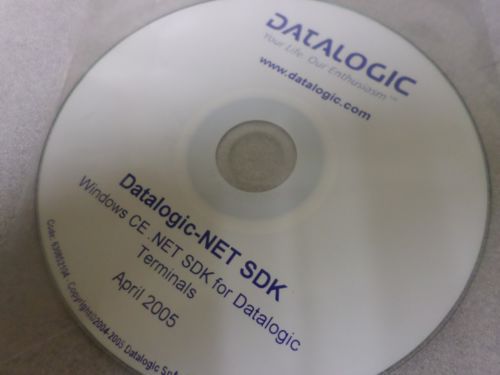 DATALOGIC
Your Life. Our Enthusiasm™
www.datalogic.com
Datalogic-NET SDK
Windows CE .NET SDK for Datalogic
Terminals
April 2005
Copyright©2004-2005 Datalogic S.p.